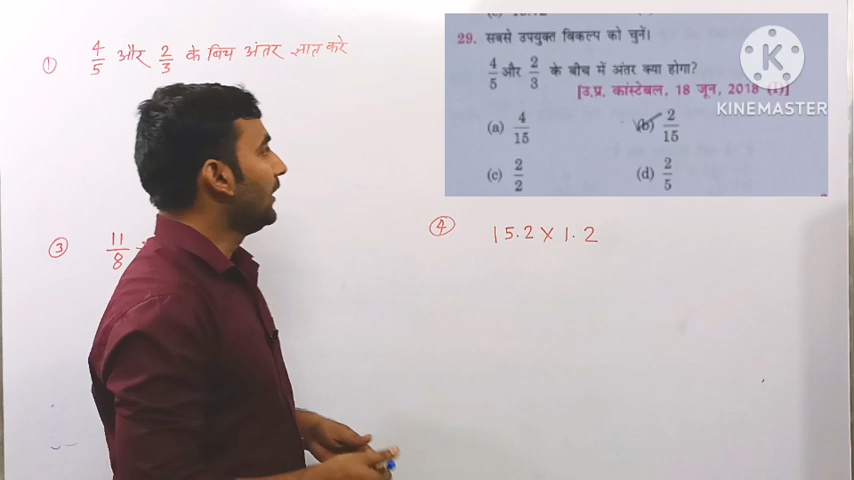 ① 4/5 और 2/3 के बिच अंतर ज्ञात करे
③ 11/8
④ 15.2 × 1.2
29. सबसे उपयुक्त विकल्प को चुनें।
4/5 और 2/3 के बीच में अंतर क्या होगा?
[उ.प्र. कांस्टेबल, 18 जून, 2018 (I)]
(a) 4/15 (b) 2/15
(c) 2/2 (d) 2/5
K
KINEMASTER